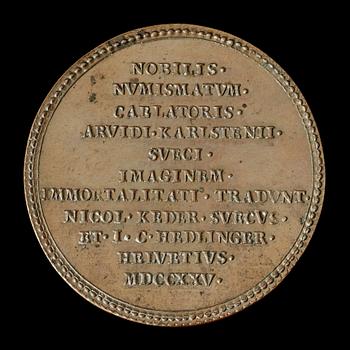 NOBILIS·
NVMISMATVM·
CAELATORIS·
ARVIDI·KARLSTENII·
SVECI·
IMAGINEM·
IMMORTALITATI·TRADVNT·
NICOL·KEDER·SVECVS·
ET·I·C·HEDLINGER·
HELVETIVS·
MDCCXXV·